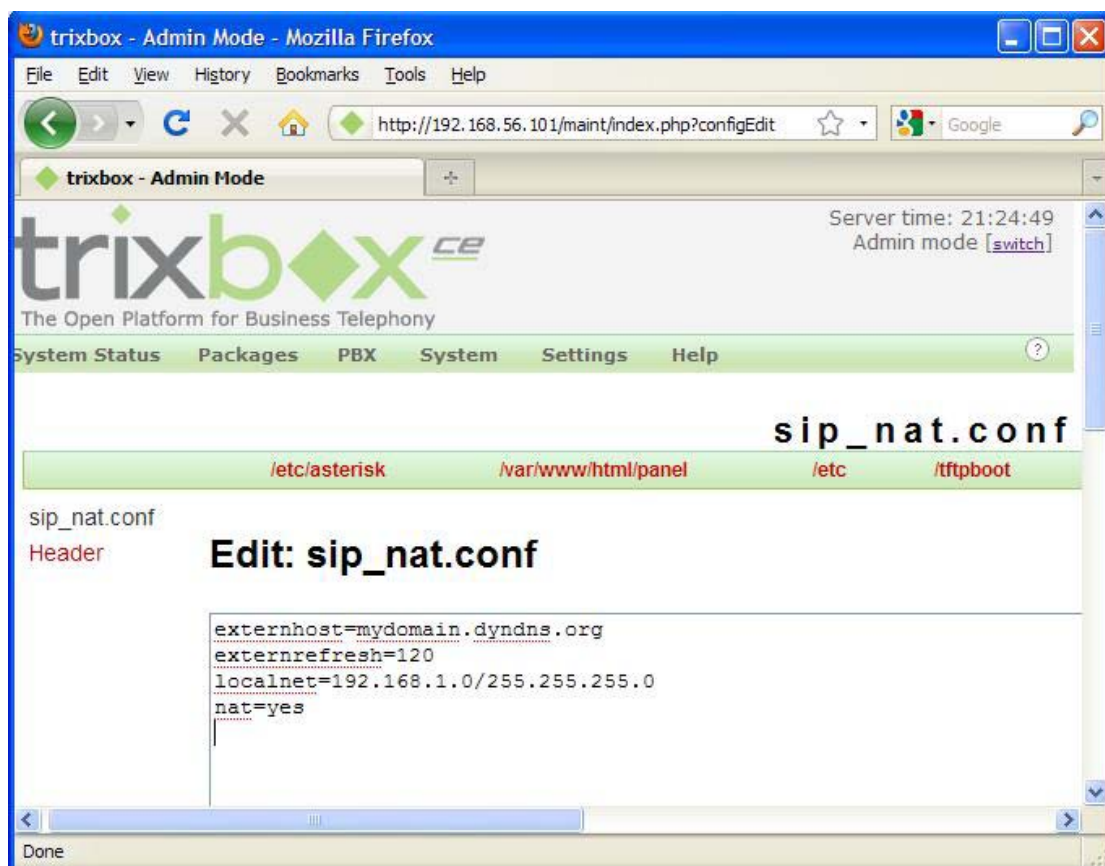 trixbox - Admin Mode - Mozilla Firefox
File Edit View History Bookmarks Tools Help
http://192.168.56.101/maint/index.php?configEdit Google
trixbox - Admin Mode
trixbox ce
Server time: 21:24:49
Admin mode [switch]
The Open Platform for Business Telephony
System Status Packages PBX System Settings Help ?
sip_nat.conf
/etc/asterisk /var/www/html/panel /etc /tftpboot
sip_nat.conf
Header
Edit: sip_nat.conf
externhost=mydomain.dyndns.org
externrefresh=120
localnet=192.168.1.0/255.255.255.0
nat=yes
Done